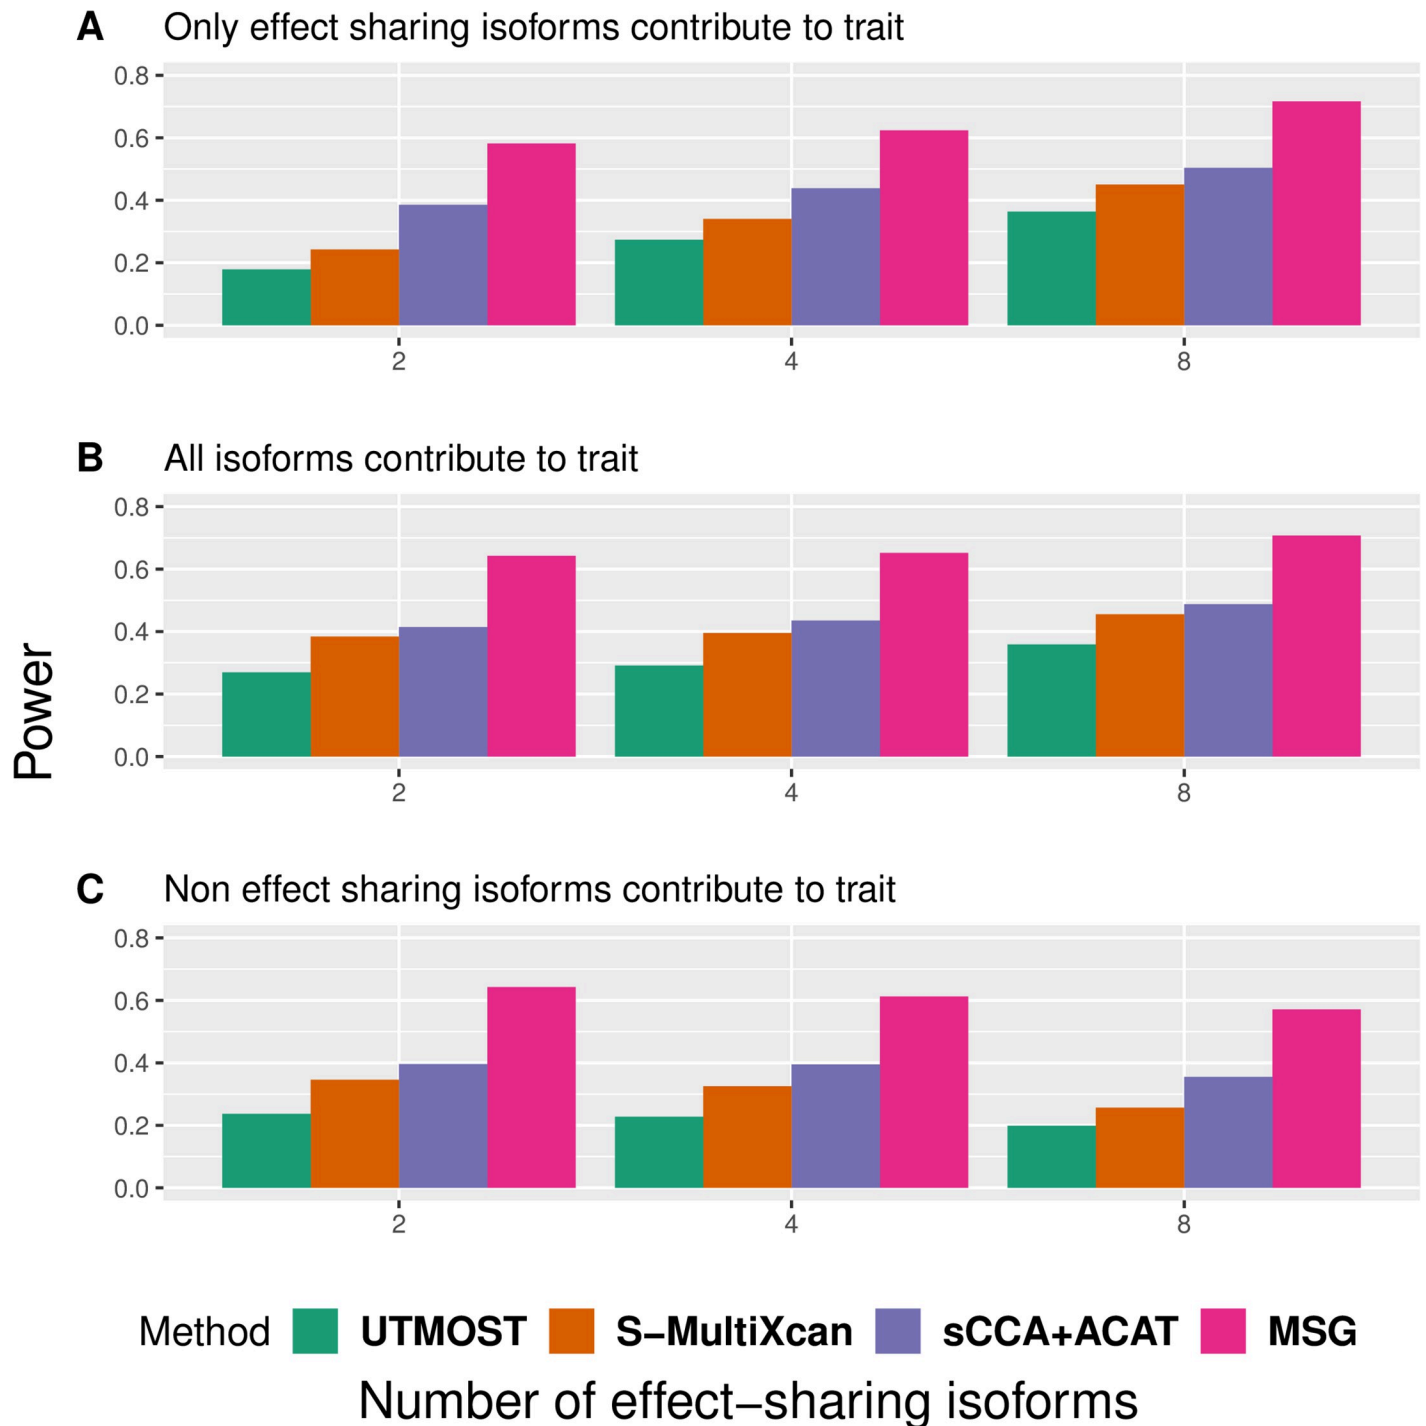 A Only effect sharing isoforms contribute to trait
0.8
0.6
0.4
0.2
0.0
2 4 8
B All isoforms contribute to trait
0.8
0.6
0.4
0.2
0.0
2 4 8
Power
C Non effect sharing isoforms contribute to trait
0.8
0.6
0.4
0.2
0.0
2 4 8
Method UTMOST S−MultiXcan sCCA+ACAT MSG
Number of effect−sharing isoforms